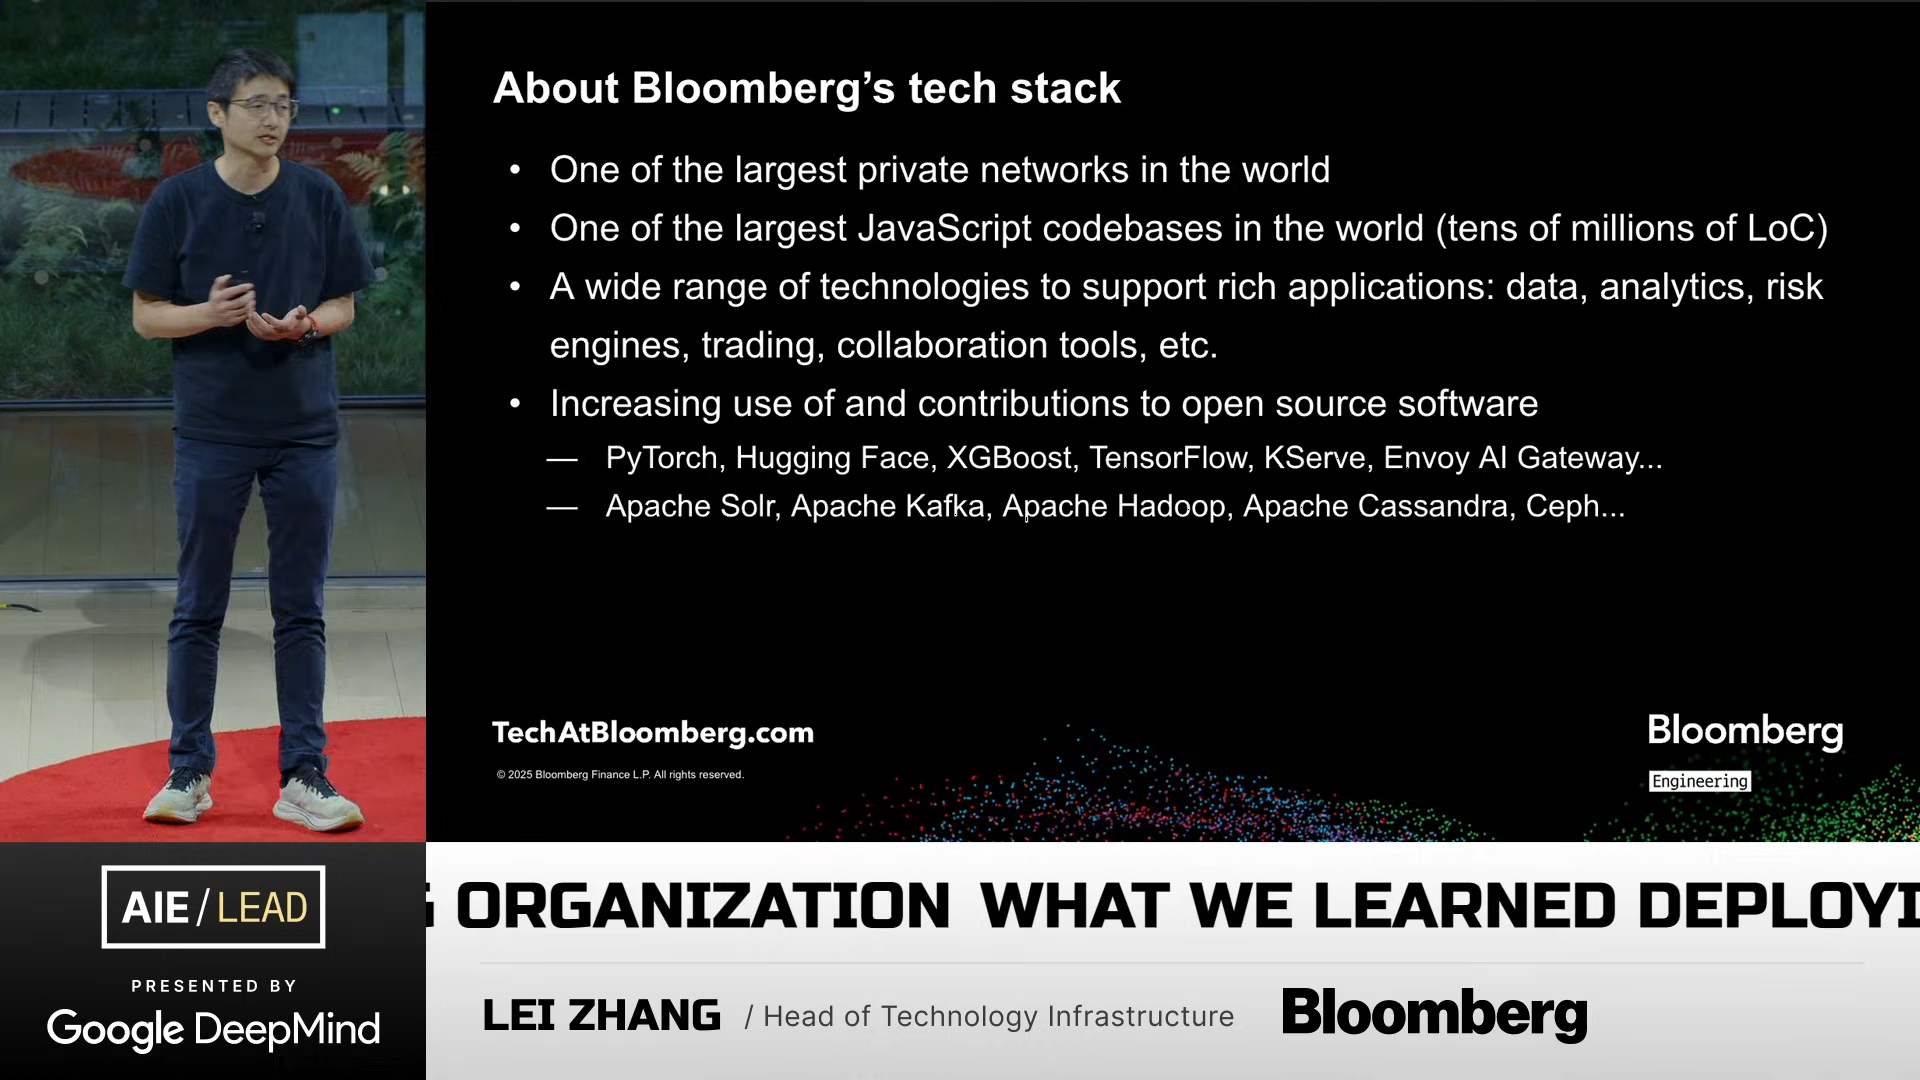 About Bloomberg’s tech stack
• One of the largest private networks in the world
• One of the largest JavaScript codebases in the world (tens of millions of LoC)
• A wide range of technologies to support rich applications: data, analytics, risk
engines, trading, collaboration tools, etc.
• Increasing use of and contributions to open source software
— PyTorch, Hugging Face, XGBoost, TensorFlow, KServe, Envoy AI Gateway...
— Apache Solr, Apache Kafka, Apache Hadoop, Apache Cassandra, Ceph...
TechAtBloomberg.com
© 2025 Bloomberg Finance L.P. All rights reserved.
Bloomberg
Engineering
AIE/LEAD
PRESENTED BY
Google DeepMind
ORGANIZATION WHAT WE LEARNED DEPLOYI
LEI ZHANG / Head of Technology Infrastructure Bloomberg